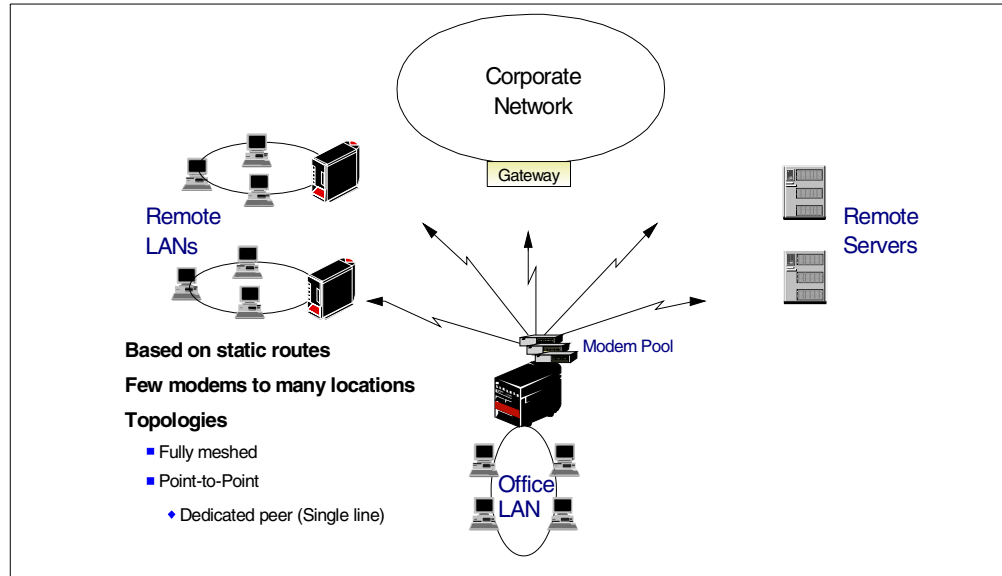 Corporate
Network
Gateway
Remote
LANs
Remote
Servers
Modem Pool
Based on static routes
Few modems to many locations
Topologies
Fully meshed
Point-to-Point
Dedicated peer (Single line)
Office
LAN